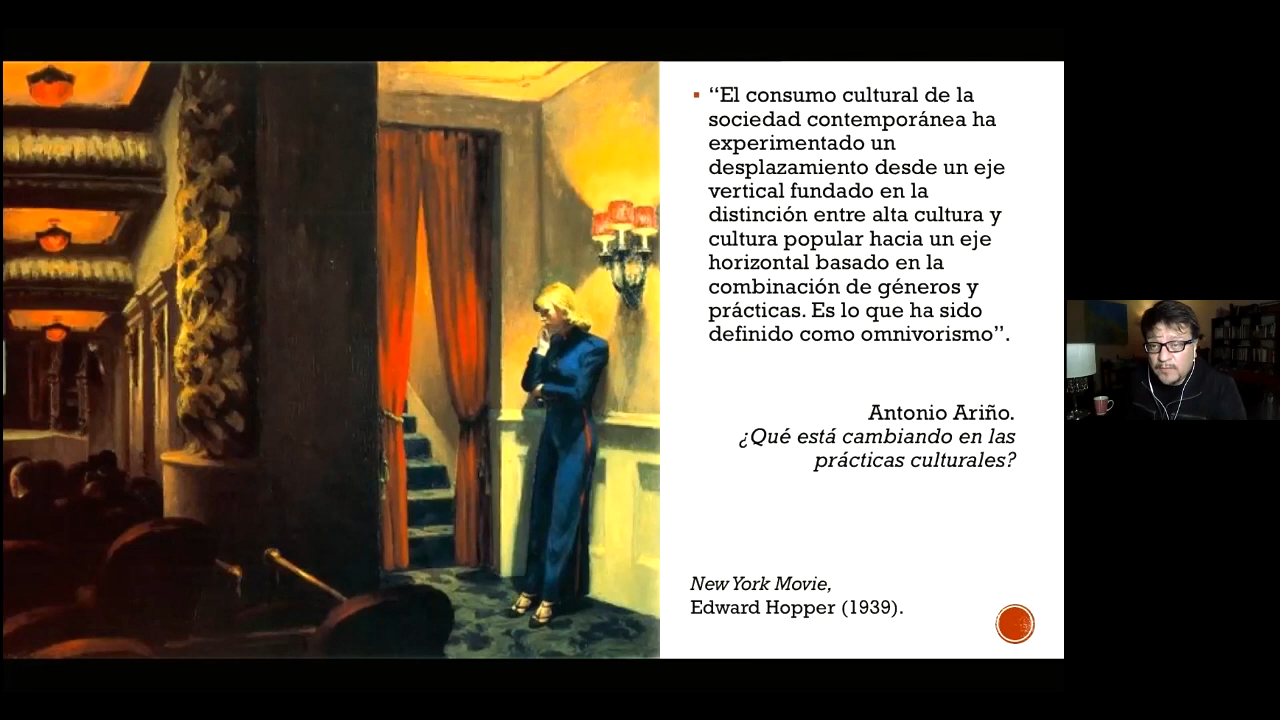 “El consumo cultural de la
sociedad contemporánea ha
experimentado un
desplazamiento desde un eje
vertical fundado en la
distinción entre alta cultura y
cultura popular hacia un eje
horizontal basado en la
combinación de géneros y
prácticas. Es lo que ha sido
definido como omnivorismo”.
Antonio Ariño.
¿Qué está cambiando en las
prácticas culturales?
New York Movie,
Edward Hopper (1939).